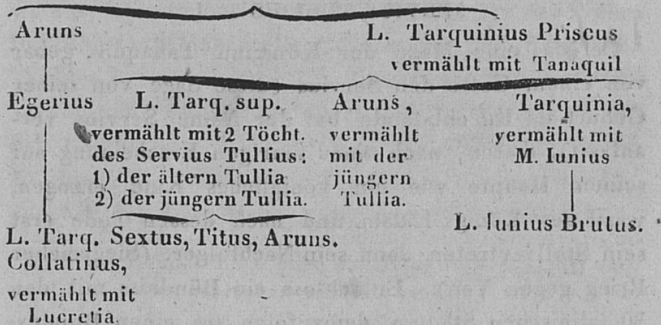 Aruns
L. Tarquinius Priscus
vermählt mit Tanaquil
Egerius
L. Tarq. sup.
vermählt mit 2 Töcht.
des Servius Tullius:
1) der ältern Tullia
2) der jüngern Tullia.
Aruns,
vermählt
mit der
jüngern
Tullia.
Tarquinia,
vermählt mit
M. Iunius
L. Iunius Brutus.
L. Tarq.
Collatinus,
vermählt mit
Lucretia.
Sextus, Titus, Aruns.